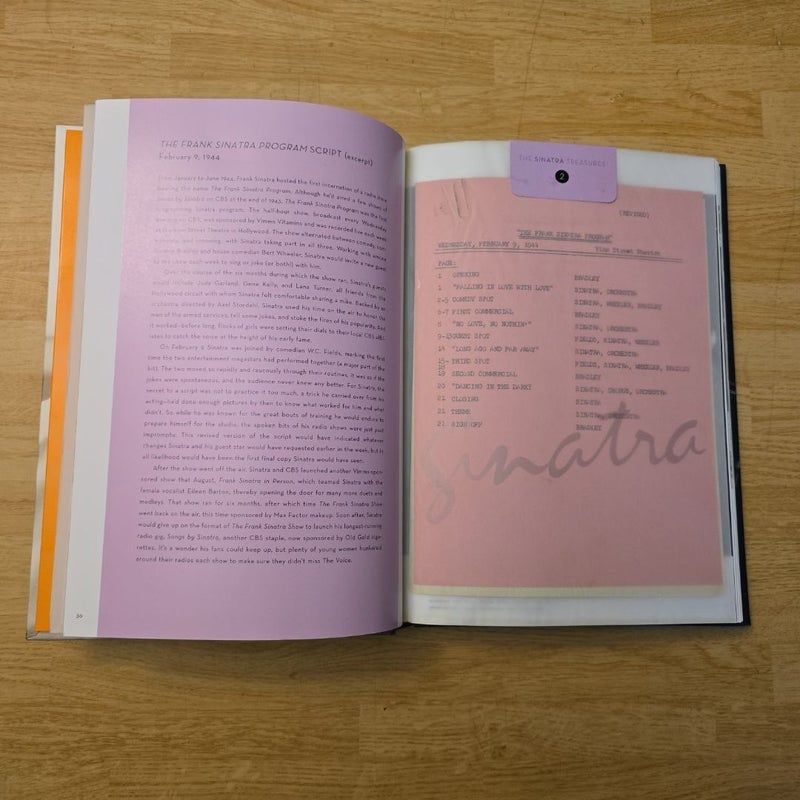 THE FRANK SINATRA PROGRAM SCRIPT (excerpt)
February 9, 1944
From January to June 1944, Frank Sinatra hosted the first incarnation of a radio show
bearing the name The Frank Sinatra Program. Although he'd aired a few shows
series by Sinatra on CBS at the end of 1943, The Frank Sinatra Program was the first
long-running Sinatra program. The half-hour show, broadcast every Wednesday
evening on CBS, was sponsored by Vimms Vitamins and was recorded live each week
at the Vine Street Theatre in Hollywood. The show alternated between comedy, con-
and crooning, with Sinatra taking part in all three. Working with announcer
Bradley and house comedian Bert Wheeler, Sinatra would invite a new guest
to the show each week to sing or joke (or both!) with him.
Over the course of the six months during which the show ran, Sinatra's guests
would include Judy Garland, Gene Kelly, and Lana Turner, all friends from the
Hollywood circuit with whom Sinatra felt comfortable sharing a mike. Backed by an
orchestra directed by Axel Stordahl, Sinatra used his time on the air to honor the
men of the armed services, tell some jokes, and stoke the fires of his popularity. And
it worked—before long, flocks of girls were setting their dials to their local CBS affil-
iates to catch the tenor at the height of his early fame.
On February 9 Sinatra was joined by comedian W.C. Fields, marking the first
time the two entertainment megastars had performed together (a major part of the
bit). The two moved so rapidly and raucously through their routines, it was as if the
jokes were spontaneous, and the audience never knew any better. For Sinatra, the
secret to a script was not to practice it too much, a trick he carried over from his
acting—he'd done enough pictures by then to know what worked for him and what
didn't. So while he was known for the great bouts of training he would endure to
prepare himself for the studio, the spoken bits of his radio shows were just past
impromptu. This revised version of the script would have indicated whatever
changes Sinatra and his guest star would have requested earlier in the week, but in
all likelihood would have been the first final copy Sinatra would have seen.
After the show went off the air, Sinatra and CBS launched another Vimms-spon-
sored show that August, Frank Sinatra in Person, which teamed Sinatra with the
female vocalist Eileen Barton, thereby opening the door for many more duets and
medleys. That show ran for six months, after which time The Frank Sinatra Show
went back on the air, this time sponsored by Max Factor makeup. Soon after, Sinatra
would give up on the format of The Frank Sinatra Show to launch his longest-running
radio gig, Songs by Sinatra, another CBS staple, now sponsored by Old Gold ciga-
rettes. It's a wonder his fans could keep up, but plenty of young women hunkered
around their radios each show to make sure they didn't miss The Voice.
20
THE SINATRA TREASURES
2
(REVISED)
"THE FRANK SINATRA PROGRAM"
WEDNESDAY, FEBRUARY 9, 1944 Vine Street Theatre
PAGE:
1 OPENING BRADLEY
1 "FALLING IN LOVE WITH LOVE" SINATRA, ORCHESTRA
2-5 COMEDY SPOT SINATRA, WHEELER, BRADLEY
6-7 FIRST COMMERCIAL BRADLEY
8 "NO LOVE, NO NOTHIN'" SINATRA, ORCHESTRA
9-13 GUEST SPOT FIELDS, SINATRA, WHEELER
14 "LONG AGO AND FAR AWAY" SINATRA, ORCHESTRA
15-18 THIRD SPOT FIELDS, SINATRA, WHEELER, BRADLEY
19 SECOND COMMERCIAL BRADLEY
20 "DANCING IN THE DARK" SINATRA, CHORUS, ORCHESTRA
21 CLOSING SINATRA
21 THEME SINATRA, ORCHESTRA
21 SIGN OFF BRADLEY
sinatra